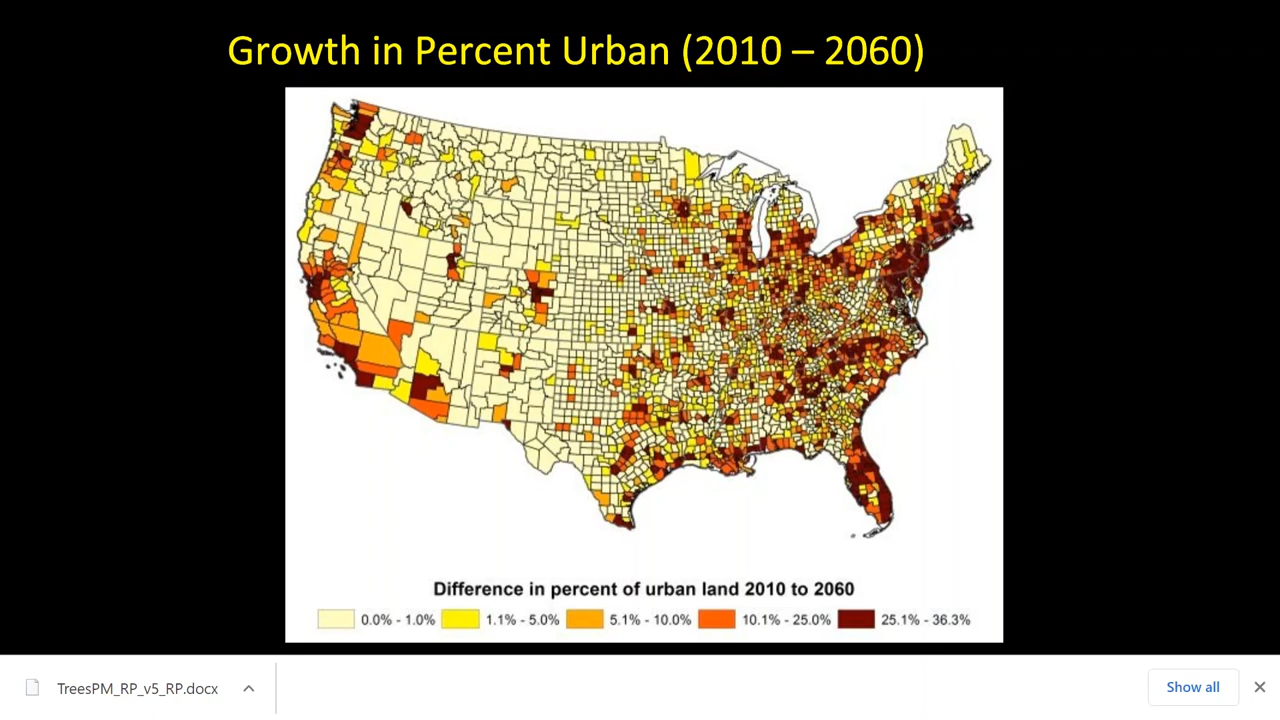 Growth in Percent Urban (2010 – 2060)
Difference in percent of urban land 2010 to 2060
0.0% - 1.0% 1.1% - 5.0% 5.1% - 10.0% 10.1% - 25.0% 25.1% - 36.3%
TreesPM_RP_v5_RP.docx Show all